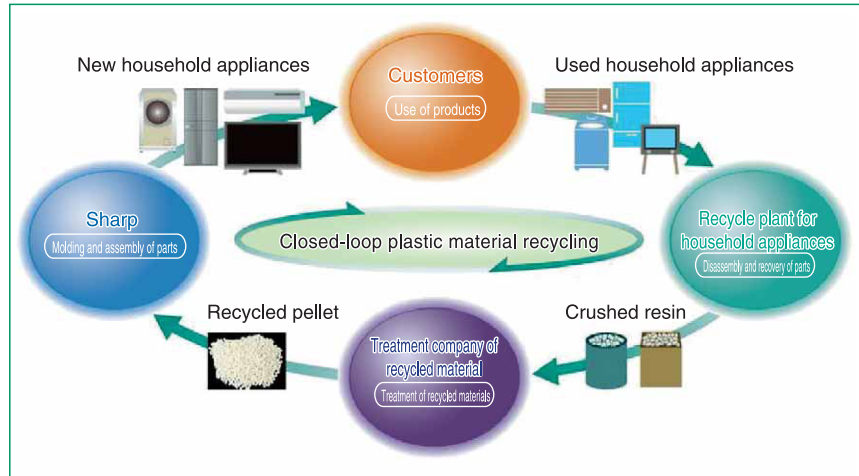 New household appliances
Customers
Use of products
Used household appliances
Sharp
Molding and assembly of parts
Closed-loop plastic material recycling
Recycle plant for
household appliances
Disassembly and recovery of parts
Recycled pellet
Treatment company of
recycled material
Treatment of recycled materials
Crushed resin